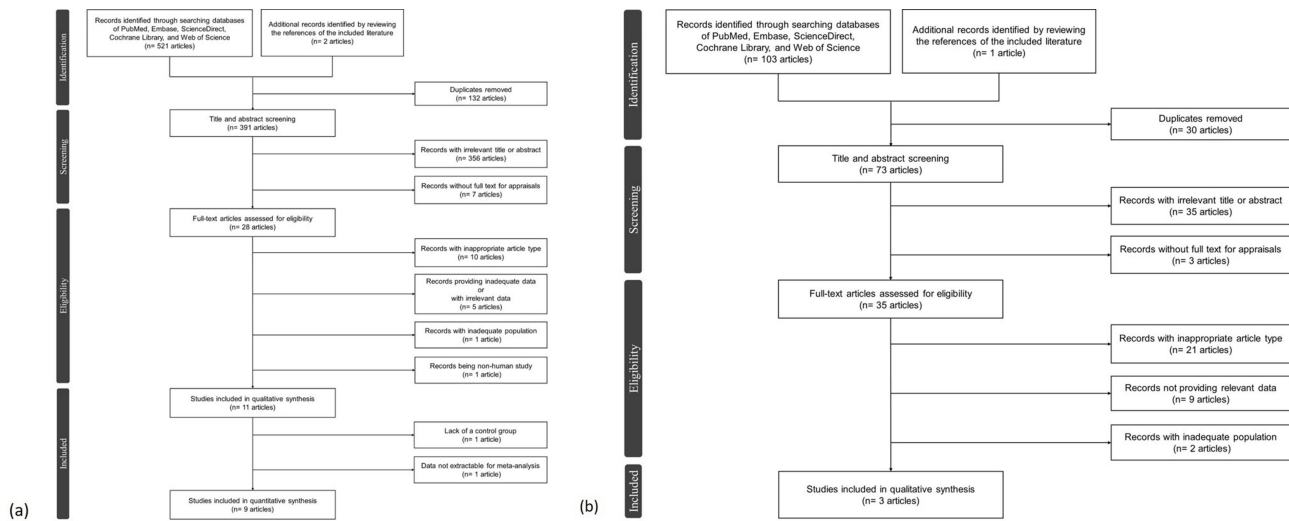 Identification
Records identified through searching databases
of PubMed, Embase, ScienceDirect,
Cochrane Library, and Web of Science
(n= 521 articles)
Additional records identified by reviewing
the references of the included literature
(n= 2 articles)
Duplicates removed
(n= 132 articles)
Screening
Title and abstract screening
(n= 391 articles)
Records with irrelevant title or abstract
(n= 356 articles)
Records without full text for appraisals
(n= 7 articles)
Eligibility
Full-text articles assessed for eligibility
(n= 28 articles)
Records with inappropriate article type
(n= 10 articles)
Records providing inadequate data
or
with irrelevant data
(n= 5 articles)
Records with inadequate population
(n= 1 article)
Records being non-human study
(n= 1 article)
Included
Studies included in qualitative synthesis
(n= 11 articles)
Lack of a control group
(n= 1 article)
Data not extractable for meta-analysis
(n= 1 article)
Studies included in quantitative synthesis
(n= 9 articles)
(a)
Identification
Records identified through searching databases
of PubMed, Embase, ScienceDirect,
Cochrane Library, and Web of Science
(n= 103 articles)
Additional records identified by reviewing
the references of the included literature
(n= 1 article)
Duplicates removed
(n= 30 articles)
Screening
Title and abstract screening
(n= 73 articles)
Records with irrelevant title or abstract
(n= 35 articles)
Records without full text for appraisals
(n= 3 articles)
Eligibility
Full-text articles assessed for eligibility
(n= 35 articles)
Records with inappropriate article type
(n= 21 articles)
Records not providing relevant data
(n= 9 articles)
Records with inadequate population
(n= 2 articles)
Included
Studies included in qualitative synthesis
(n= 3 articles)
(b)